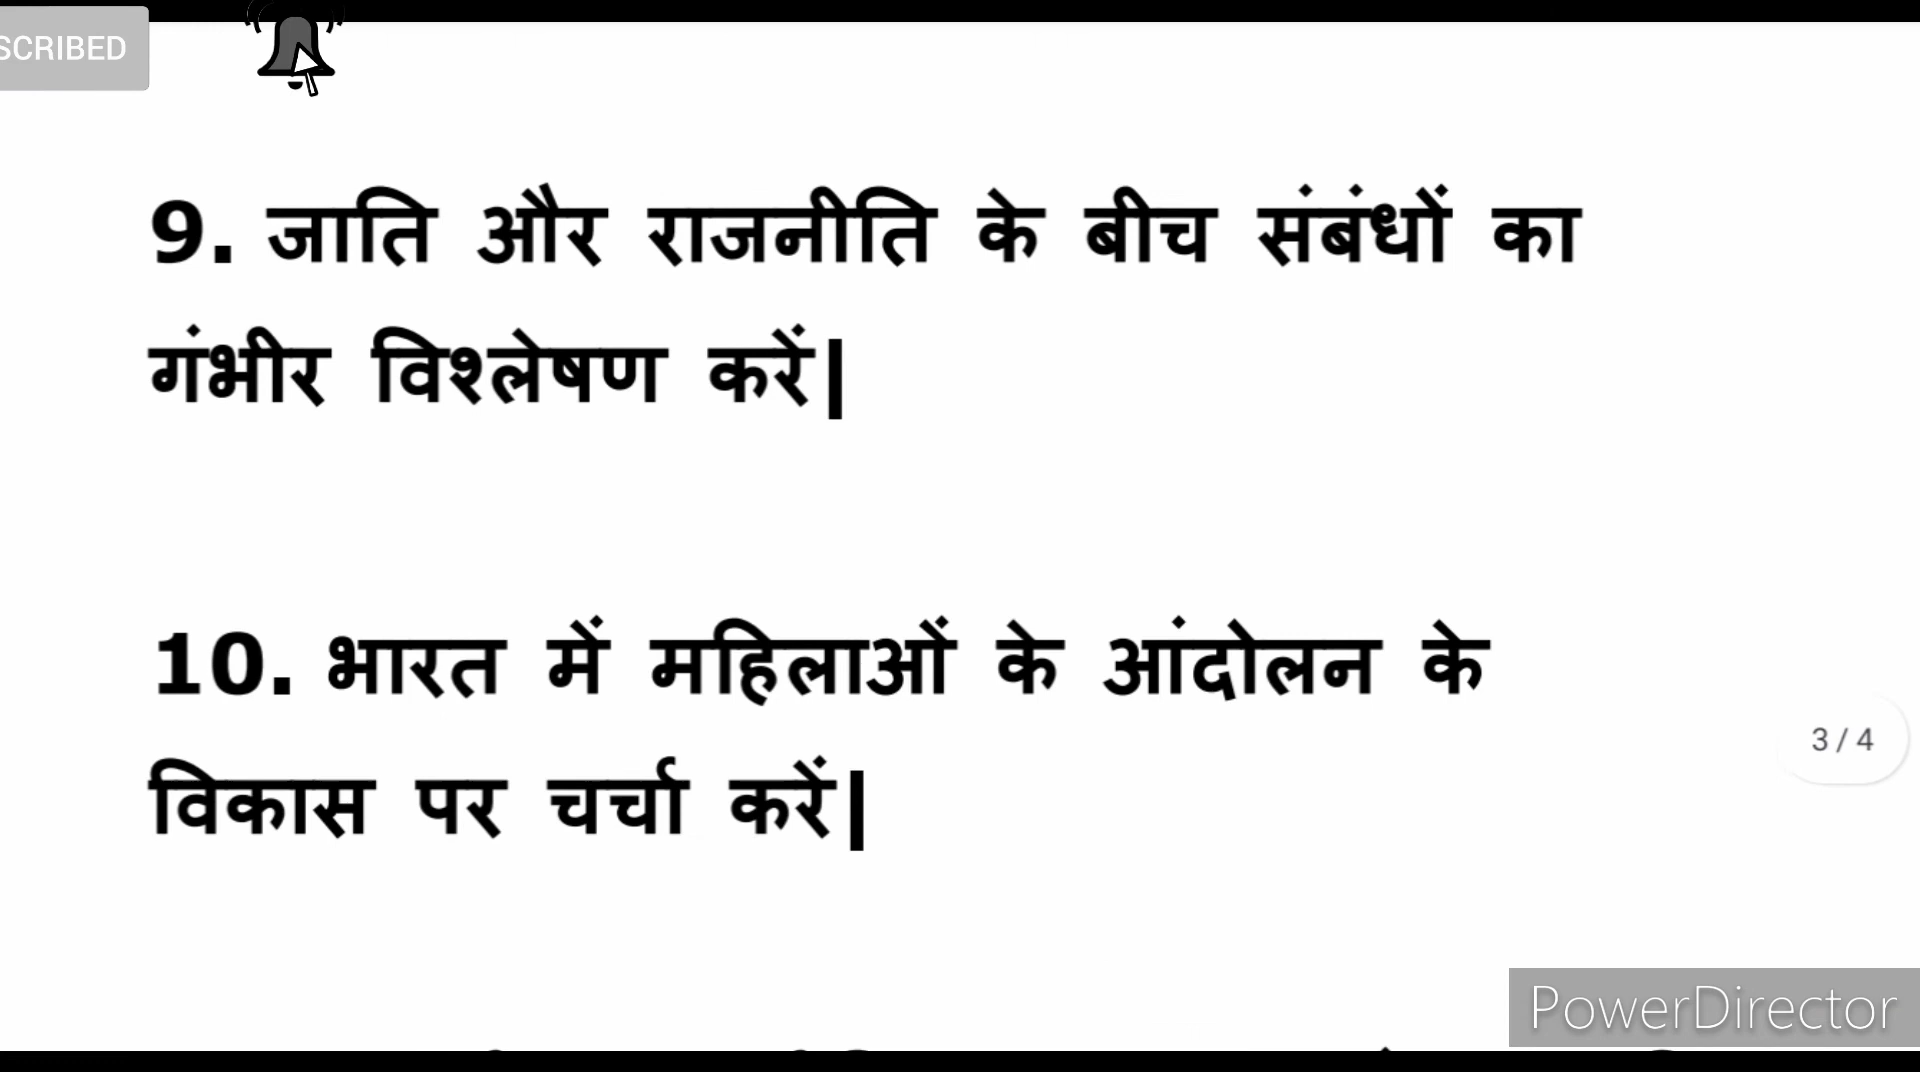 SCRIBED
9. जाति और राजनीति के बीच संबंधों का
गंभीर विश्लेषण करें|
10. भारत में महिलाओं के आंदोलन के
विकास पर चर्चा करें|
3 / 4
PowerDirector